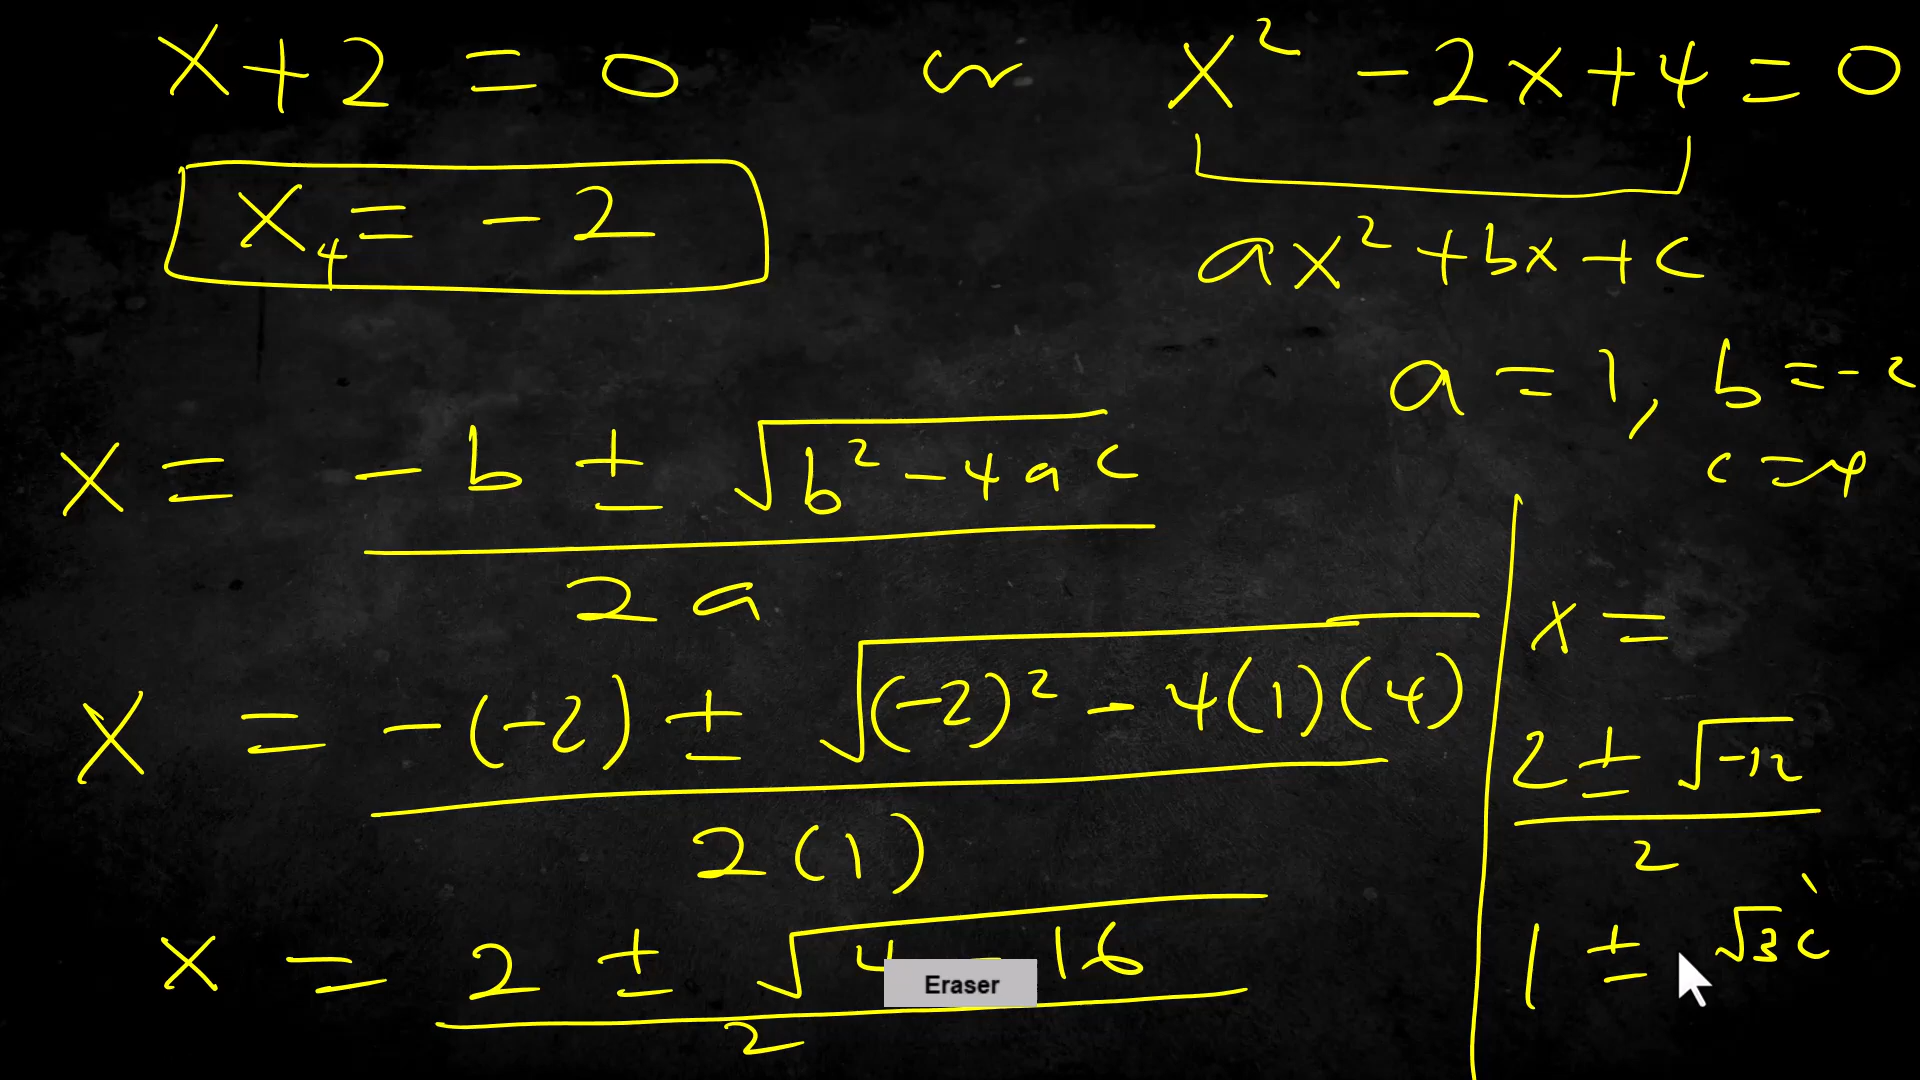 x + 2 = 0 or x² - 2x + 4 = 0
x₄ = -2
ax² + bx + c
a = 1, b = -2
c = 4
x = (-b ± √(b² - 4ac)) / 2a
x = (-(-2) ± √((-2)² - 4(1)(4))) / 2(1)
x = (2 ± √(4 - 16)) / 2
Eraser
x =
(2 ± √-12) / 2
1 ± √3 i